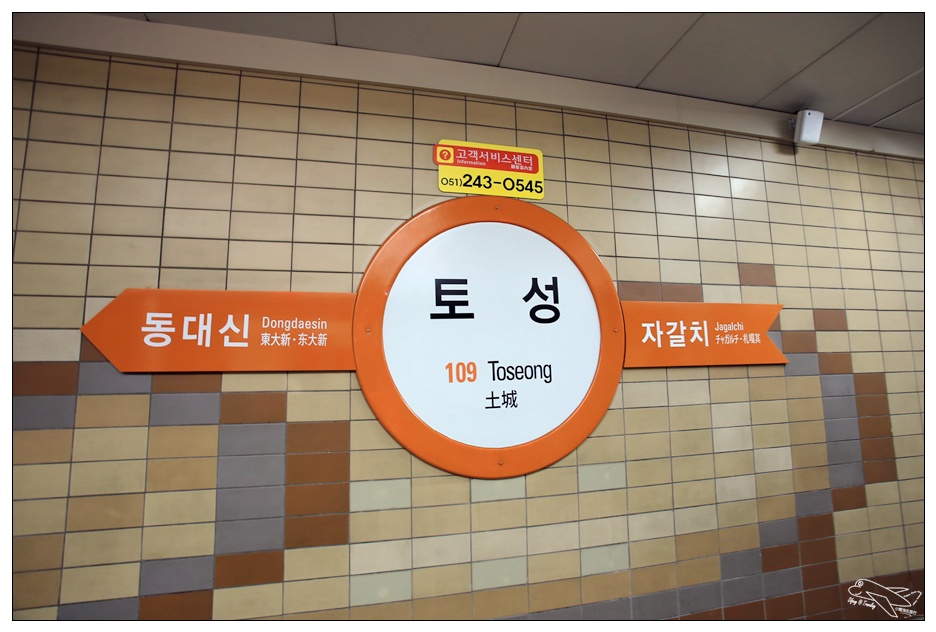 고객서비스센터
Information
051)243-0545
토성
109 Toseong
土城
동대신 Dongdaesin
東大新·东大新
자갈치 Jagalchi
チャガルチ·札嘎其